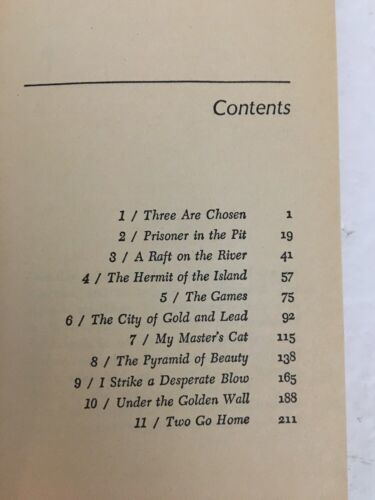 Contents
1 / Three Are Chosen 1
2 / Prisoner in the Pit 19
3 / A Raft on the River 41
4 / The Hermit of the Island 57
5 / The Games 75
6 / The City of Gold and Lead 92
7 / My Master's Cat 115
8 / The Pyramid of Beauty 138
9 / I Strike a Desperate Blow 165
10 / Under the Golden Wall 188
11 / Two Go Home 211